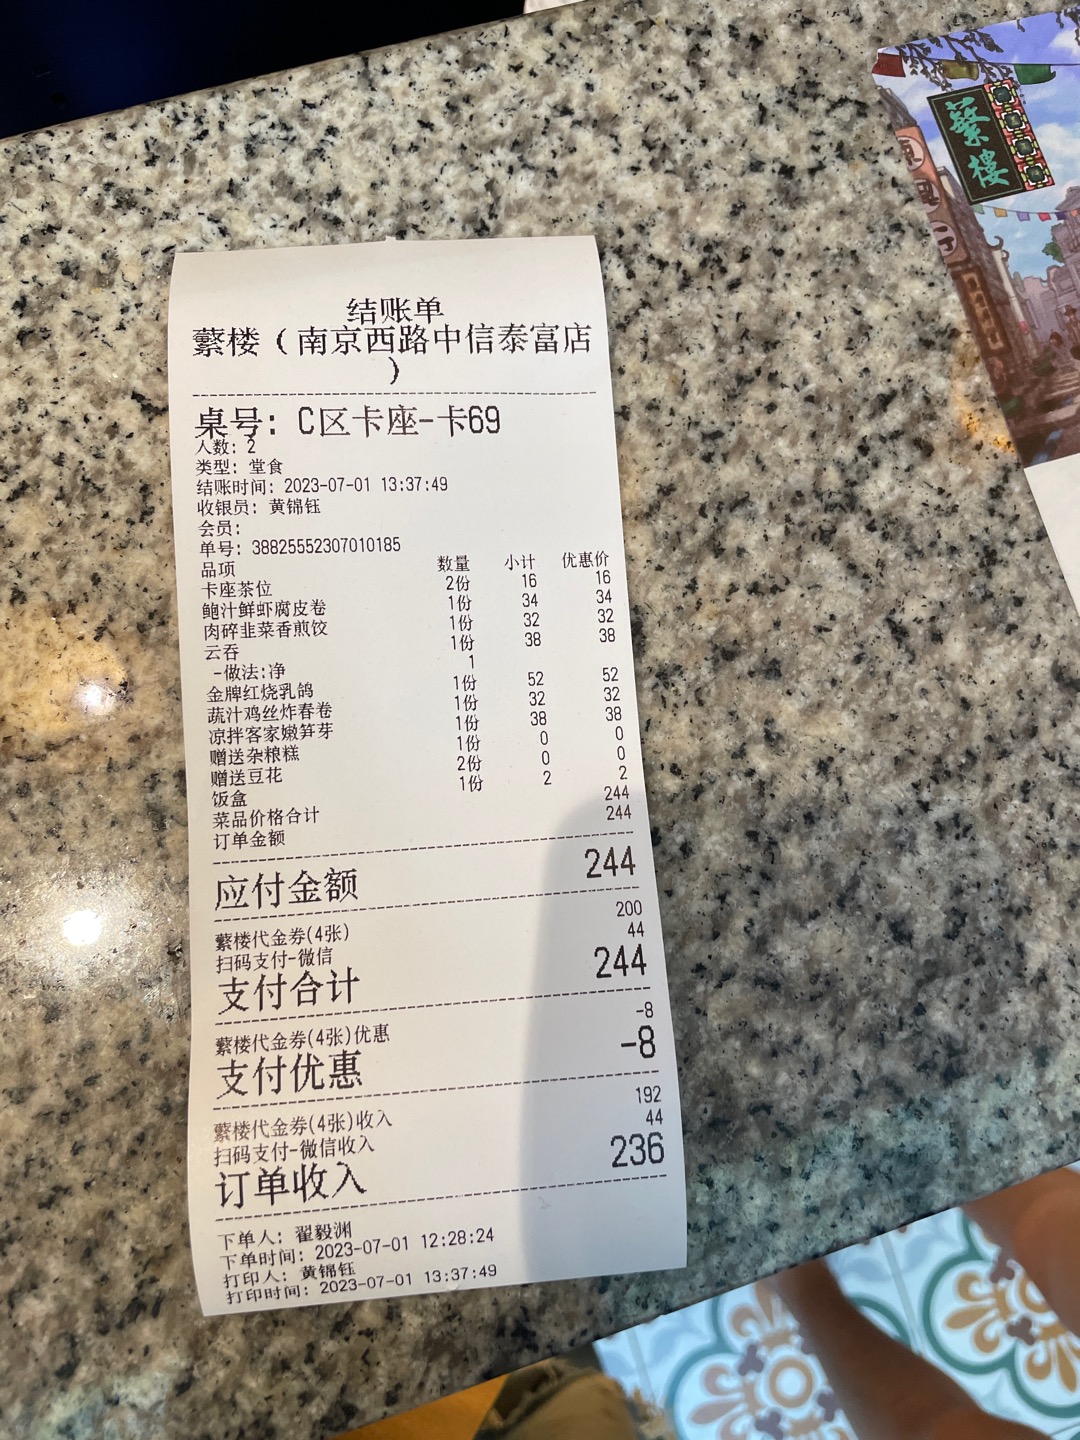 结账单
蘩楼（南京西路中信泰富店
）
桌号: C区卡座-卡69
人数: 2
类型: 堂食
结账时间: 2023-07-01 13:37:49
收银员: 黄锦钰
会员:
单号: 38825552307010185
品项 数量 小计 优惠价
卡座茶位 2份 16 16
鲍汁鲜虾腐皮卷 1份 34 34
肉碎韭菜香煎饺 1份 32 32
云吞 1份 38 38
-做法:净 1
金牌红烧乳鸽 1份 52 52
蔬汁鸡丝炸春卷 1份 32 32
凉拌客家嫩笋芽 1份 38 38
赠送杂粮糕 1份 0 0
赠送豆花 2份 0 0
饭盒 1份 2 2
菜品价格合计 244
订单金额 244
应付金额 244
蘩楼代金券(4张) 200
扫码支付-微信 44
支付合计 244
蘩楼代金券(4张)优惠 -8
支付优惠 -8
蘩楼代金券(4张)收入 192
扫码支付-微信收入 44
订单收入 236
下单人: 翟毅渊
下单时间: 2023-07-01 12:28:24
打印人: 黄锦钰
打印时间: 2023-07-01 13:37:49
蘩樓